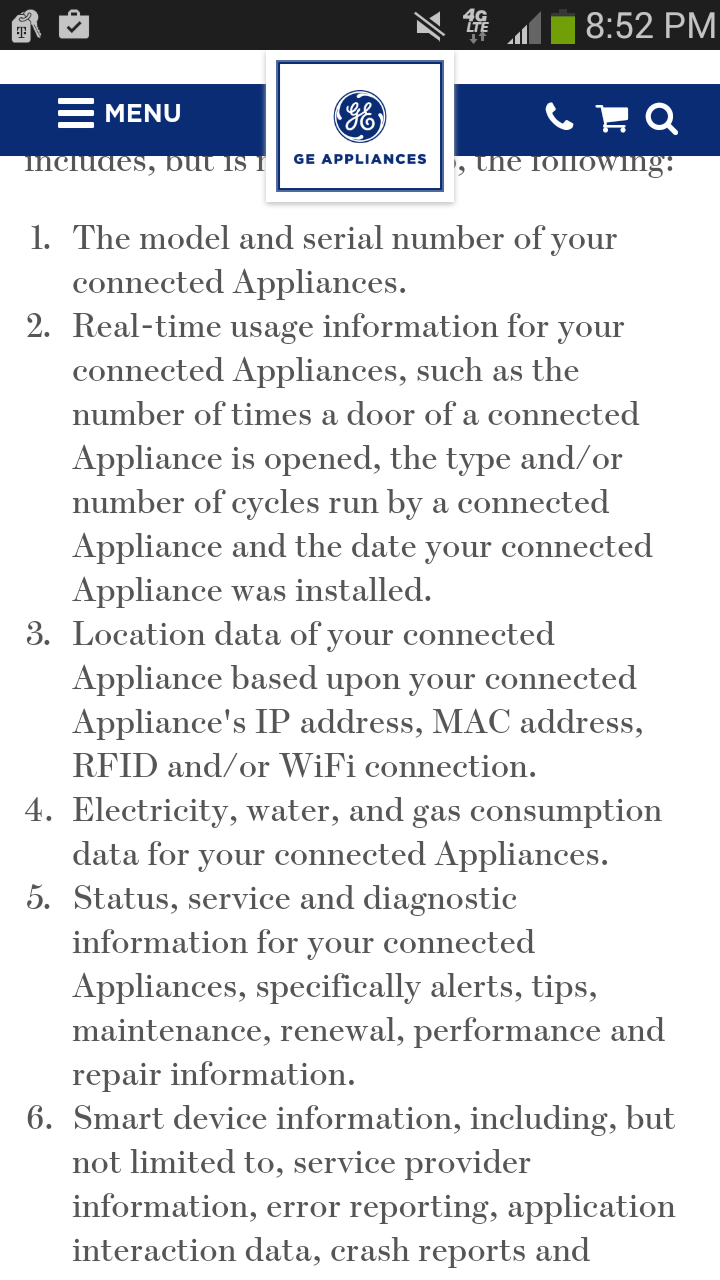 4G
LTE
8:52 PM
MENU
GE APPLIANCES
includes, but is , the following:
1. The model and serial number of your
connected Appliances.
2. Real-time usage information for your
connected Appliances, such as the
number of times a door of a connected
Appliance is opened, the type and/or
number of cycles run by a connected
Appliance and the date your connected
Appliance was installed.
3. Location data of your connected
Appliance based upon your connected
Appliance's IP address, MAC address,
RFID and/or WiFi connection.
4. Electricity, water, and gas consumption
data for your connected Appliances.
5. Status, service and diagnostic
information for your connected
Appliances, specifically alerts, tips,
maintenance, renewal, performance and
repair information.
6. Smart device information, including, but
not limited to, service provider
information, error reporting, application
interaction data, crash reports and